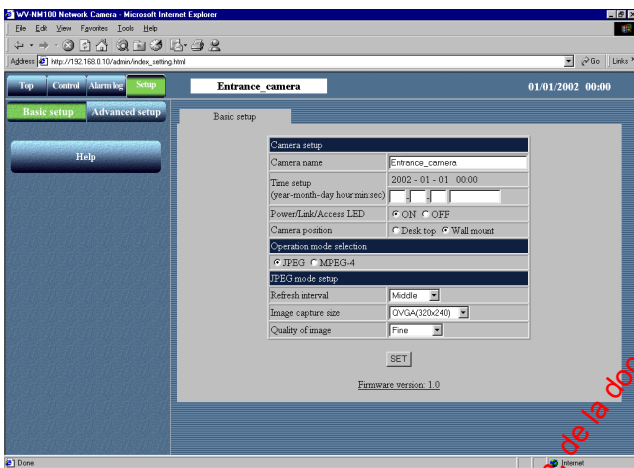 WV-NM100 Network Camera - Microsoft Internet Explorer
File Edit View Favorites Tools Help
Address http://192.168.0.10/admin/index_setting.html Go Links
Top Control Alarm log Setup Entrance_camera 01/01/2002 00:00
Basic setup Advanced setup
Basic setup
Help
Camera setup
Camera name Entrance_camera
Time setup 2002 - 01 - 01 00:00
(year-month-day hour:min:sec) - -
Power/Link/Access LED ON OFF
Camera position Desk top Wall mount
Operation mode selection
JPEG MPEG-4
JPEG mode setup
Refresh interval Middle
Image capture size QVGA(320x240)
Quality of image Fine
SET
Firmware version: 1.0
de la
Done Internet